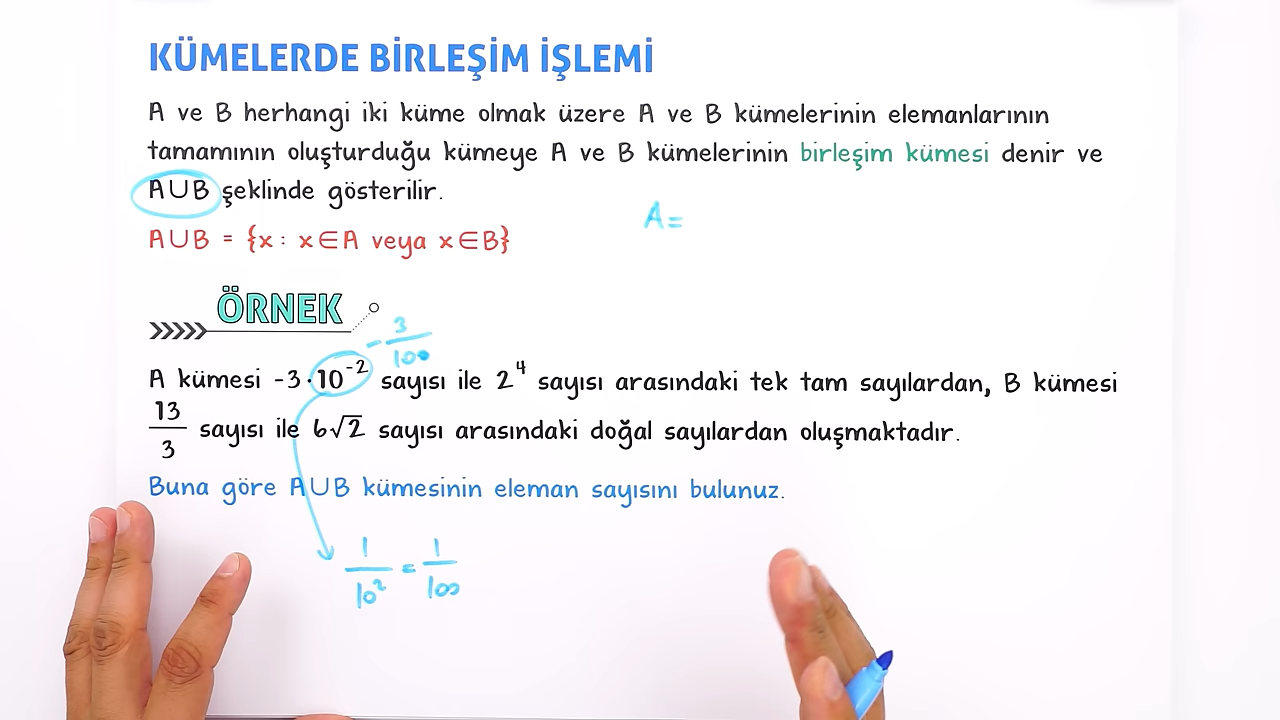 KÜMELERDE BİRLEŞİM İŞLEMİ
A ve B herhangi iki küme olmak üzere A ve B kümelerinin elemanlarının
tamamının oluşturduğu kümeye A ve B kümelerinin birleşim kümesi denir ve
A∪B şeklinde gösterilir.
A=
A∪B = {x : x∈A veya x∈B}
ÖRNEK
-3/100
A kümesi -3·10⁻² sayısı ile 2⁴ sayısı arasındaki tek tam sayılardan, B kümesi
13/3 sayısı ile 6√2 sayısı arasındaki doğal sayılardan oluşmaktadır.
Buna göre A∪B kümesinin eleman sayısını bulunuz.
1/10² = 1/100